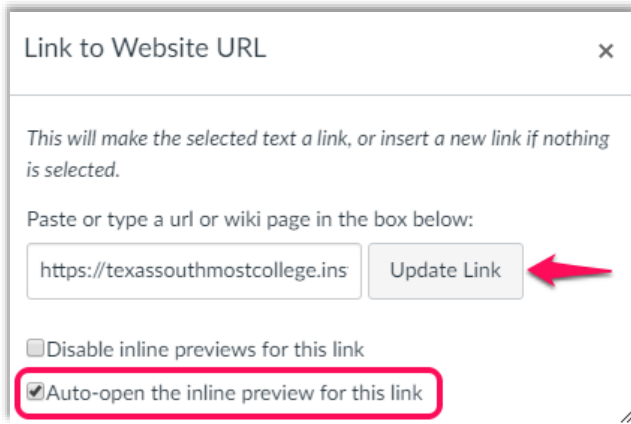 Link to Website URL
×
This will make the selected text a link, or insert a new link if nothing
is selected.
Paste or type a url or wiki page in the box below:
https://texassouthmostcollege.ins
Update Link
Disable inline previews for this link
Auto-open the inline preview for this link